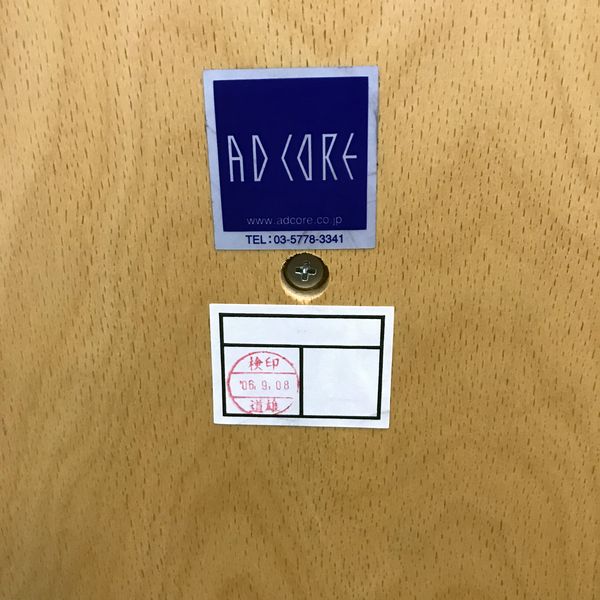 AD CORE
www.adcore.co.jp
TEL: 03-5778-3341
検印
'06.9.08
道雄